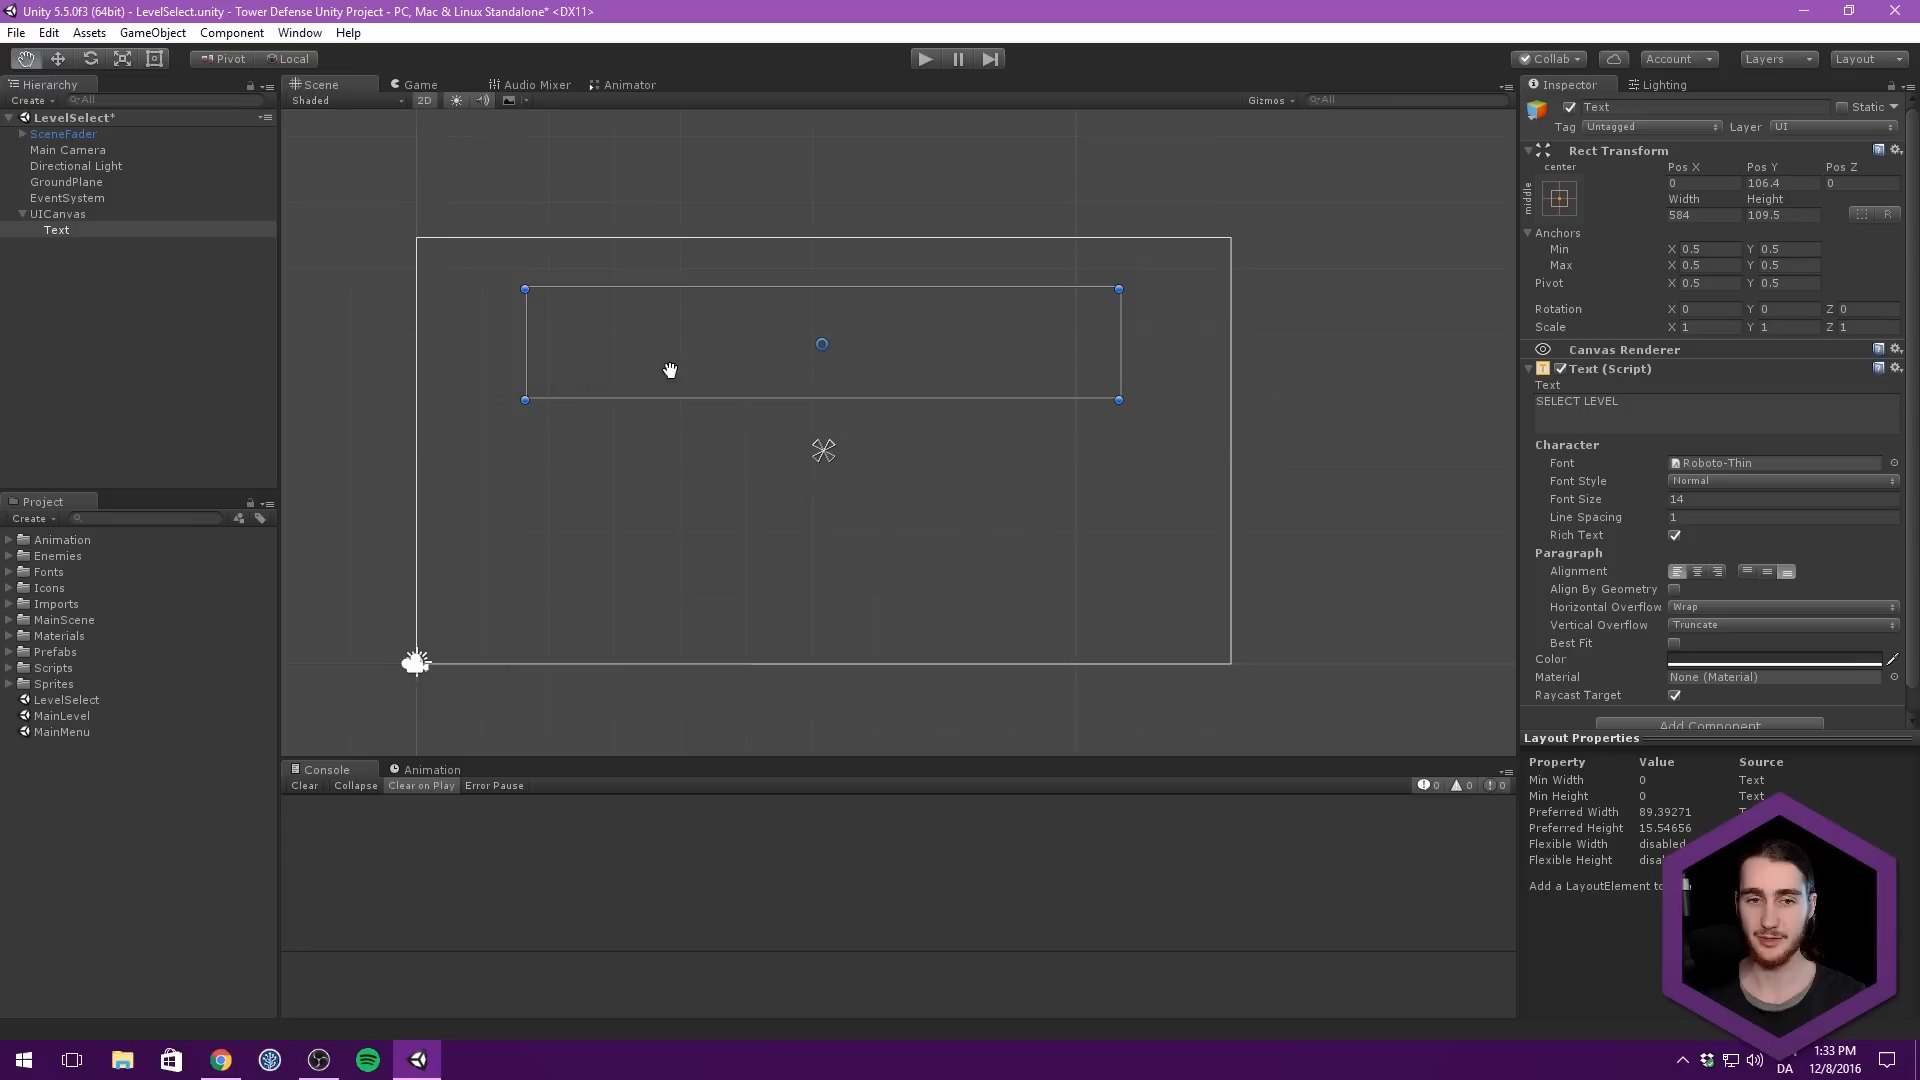 Unity 5.5.0f3 (64bit) - LevelSelect.unity - Tower Defense Unity Project - PC, Mac & Linux Standalone* <DX11>
File Edit Assets GameObject Component Window Help
Pivot Local
Collab Account Layers Layout
Hierarchy
Create All
LevelSelect*
SceneFader
Main Camera
Directional Light
GroundPlane
EventSystem
UICanvas
Text
Scene Game Audio Mixer Animator
Shaded 2D Gizmos All
Inspector Lighting
Text Static
Tag Untagged Layer UI
Rect Transform
center Pos X Pos Y Pos Z
middle 0 106.4 0
Width Height
584 109.5 R
Anchors
Min X 0.5 Y 0.5
Max X 0.5 Y 0.5
Pivot X 0.5 Y 0.5
Rotation X 0 Y 0 Z 0
Scale X 1 Y 1 Z 1
Canvas Renderer
Text (Script)
Text
SELECT LEVEL
Character
Font Roboto-Thin
Font Style Normal
Font Size 14
Line Spacing 1
Rich Text
Paragraph
Alignment
Align By Geometry
Horizontal Overflow Wrap
Vertical Overflow Truncate
Best Fit
Color
Material None (Material)
Raycast Target
Add Component
Layout Properties
Property Value Source
Min Width 0 Text
Min Height 0 Text
Preferred Width 89.39271
Preferred Height 15.54656
Flexible Width disabled
Flexible Height
Add a LayoutElement
Project
Create
Animation
Enemies
Fonts
Icons
Imports
MainScene
Materials
Prefabs
Scripts
Sprites
LevelSelect
MainLevel
MainMenu
Console Animation
Clear Collapse Clear on Play Error Pause 0 0 0
1:33 PM
DA 12/8/2016